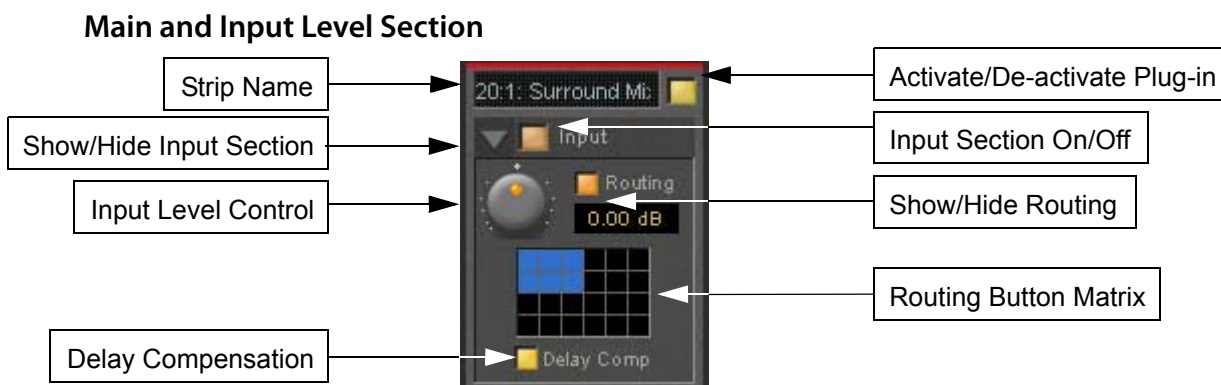 Main and Input Level Section
Strip Name
20:1: Surround Mi
Activate/De-activate Plug-in
Show/Hide Input Section
Input
Input Section On/Off
Input Level Control
Routing
0.00 dB
Show/Hide Routing
Routing Button Matrix
Delay Compensation
Delay Comp